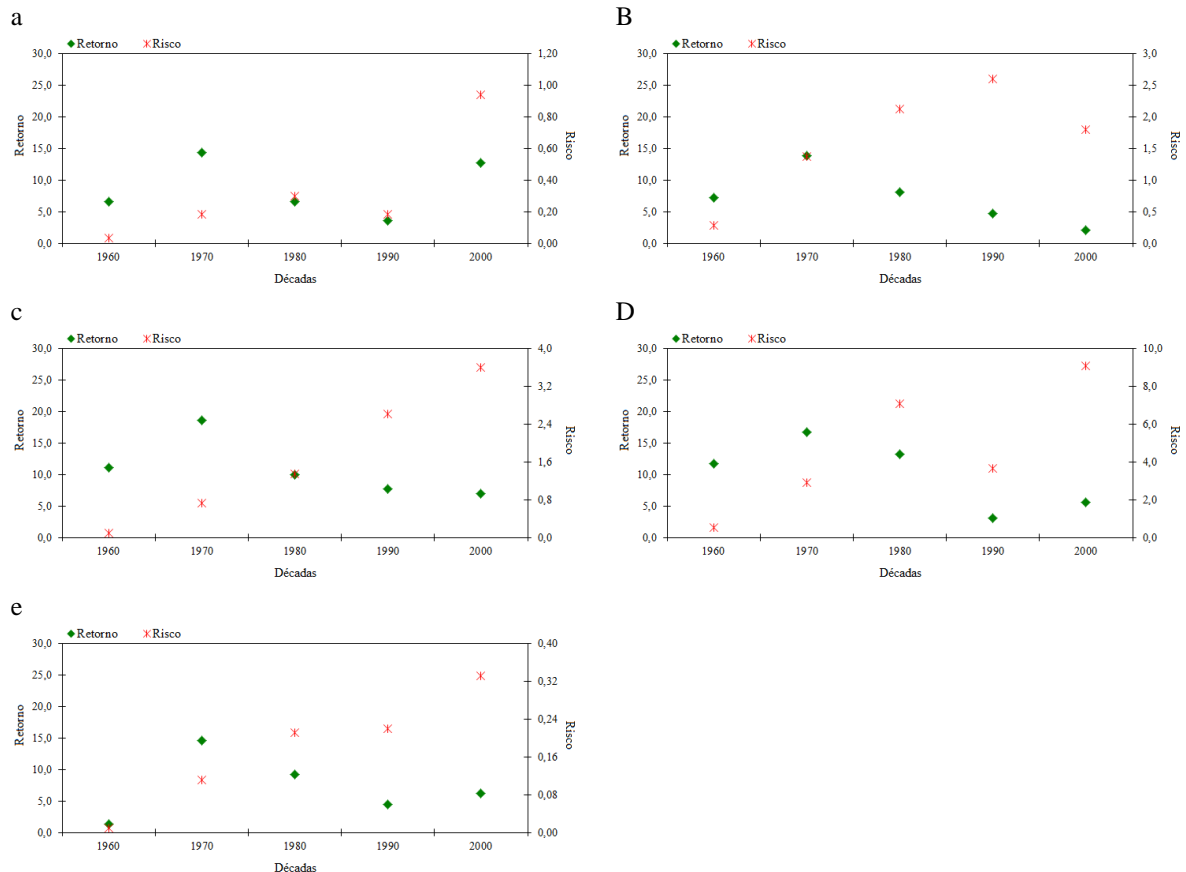 a
Retorno Risco
30,0
25,0
20,0
15,0
10,0
5,0
0,0
Retorno
1,20
1,00
0,80
0,60
0,40
0,20
0,00
Risco
1960 1970 1980 1990 2000
Décadas
B
Retorno Risco
30,0
25,0
20,0
15,0
10,0
5,0
0,0
Retorno
3,0
2,5
2,0
1,5
1,0
0,5
0,0
Risco
1960 1970 1980 1990 2000
Décadas
c
Retorno Risco
30,0
25,0
20,0
15,0
10,0
5,0
0,0
Retorno
4,0
3,2
2,4
1,6
0,8
0,0
Risco
1960 1970 1980 1990 2000
Décadas
D
Retorno Risco
30,0
25,0
20,0
15,0
10,0
5,0
0,0
Retorno
10,0
8,0
6,0
4,0
2,0
0,0
Risco
1960 1970 1980 1990 2000
Décadas
e
Retorno Risco
30,0
25,0
20,0
15,0
10,0
5,0
0,0
Retorno
0,40
0,32
0,24
0,16
0,08
0,00
Risco
1960 1970 1980 1990 2000
Décadas